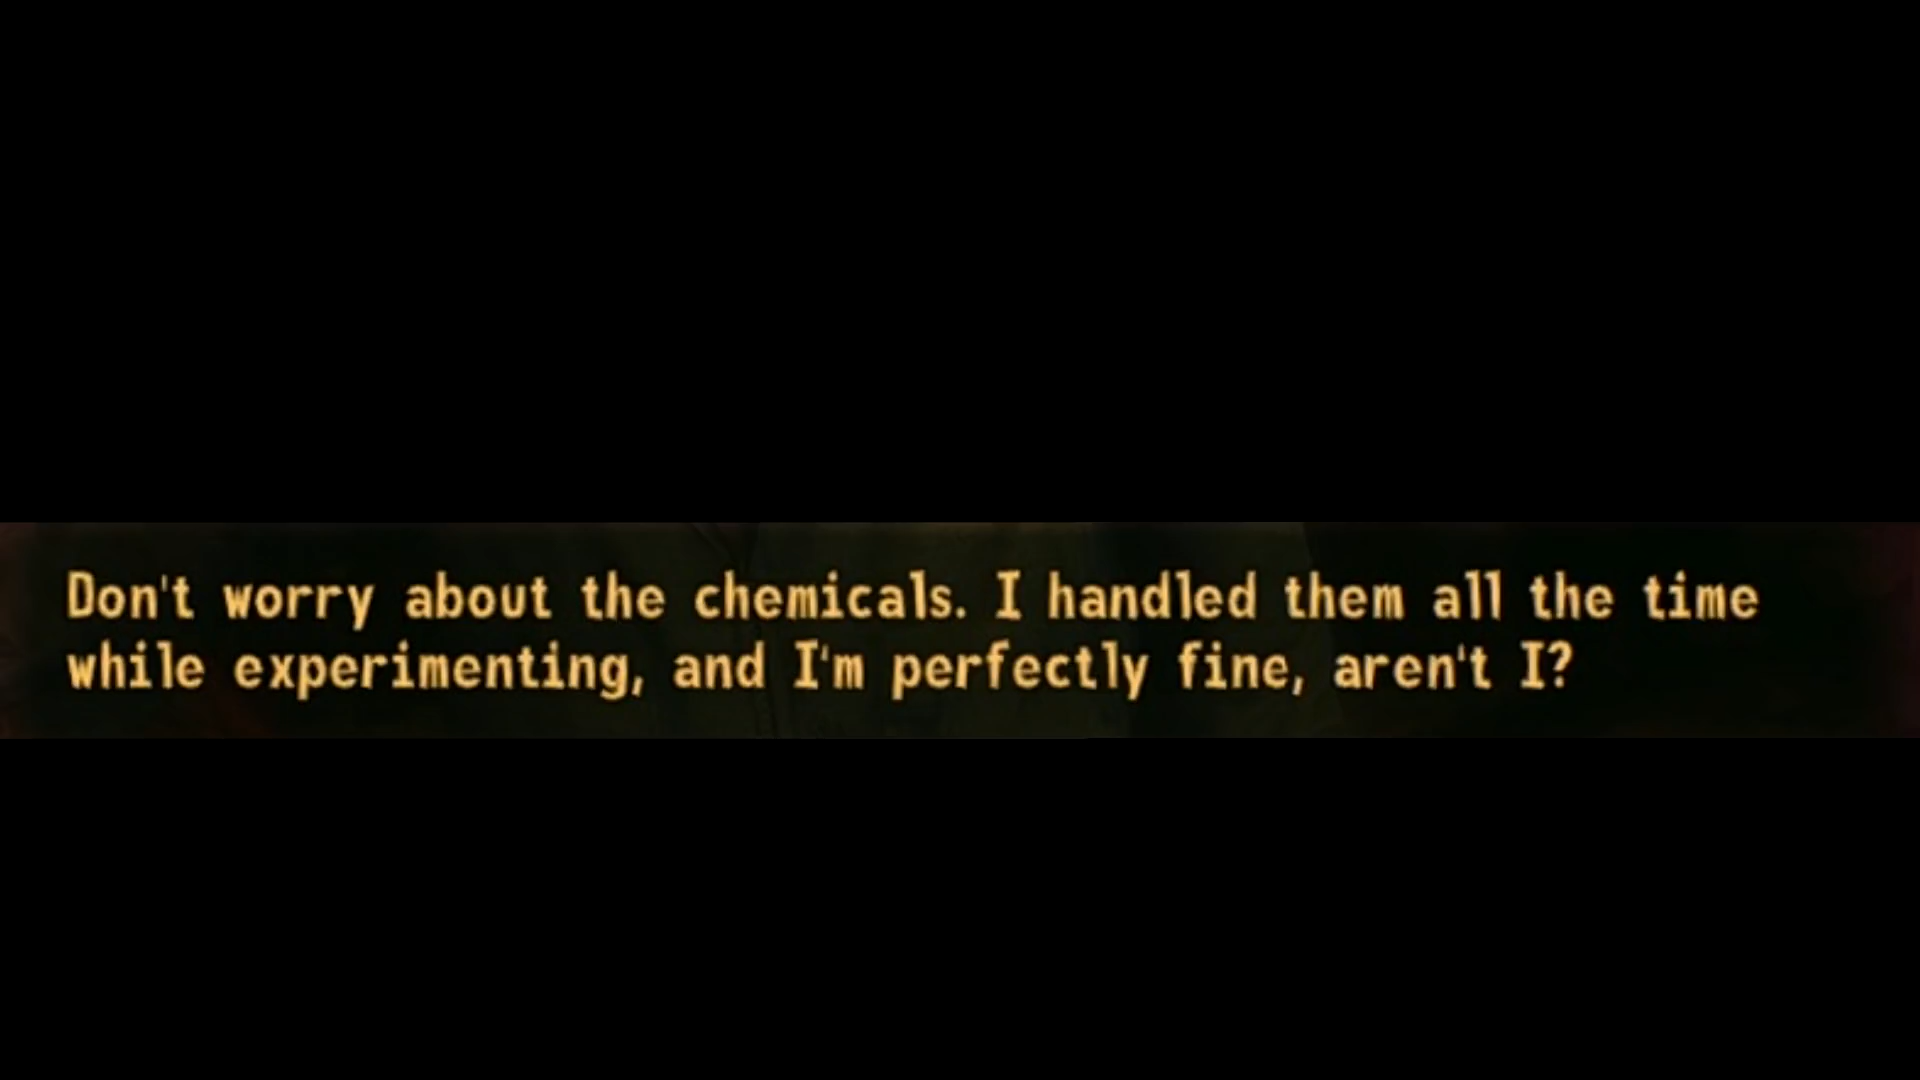 Don't worry about the chemicals. I handled them all the time
while experimenting, and I'm perfectly fine, aren't I?